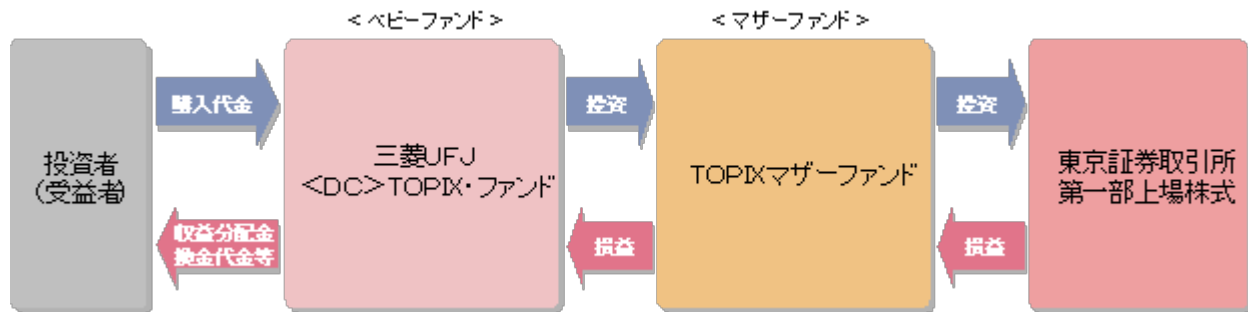 <ベビーファンド>
<マザーファンド>
投資者
(受益者)
購入代金
収益分配金
換金代金等
三菱UFJ
<DC>TOPIX・ファンド
投資
損益
TOPIXマザーファンド
投資
損益
東京証券取引所
第一部上場株式